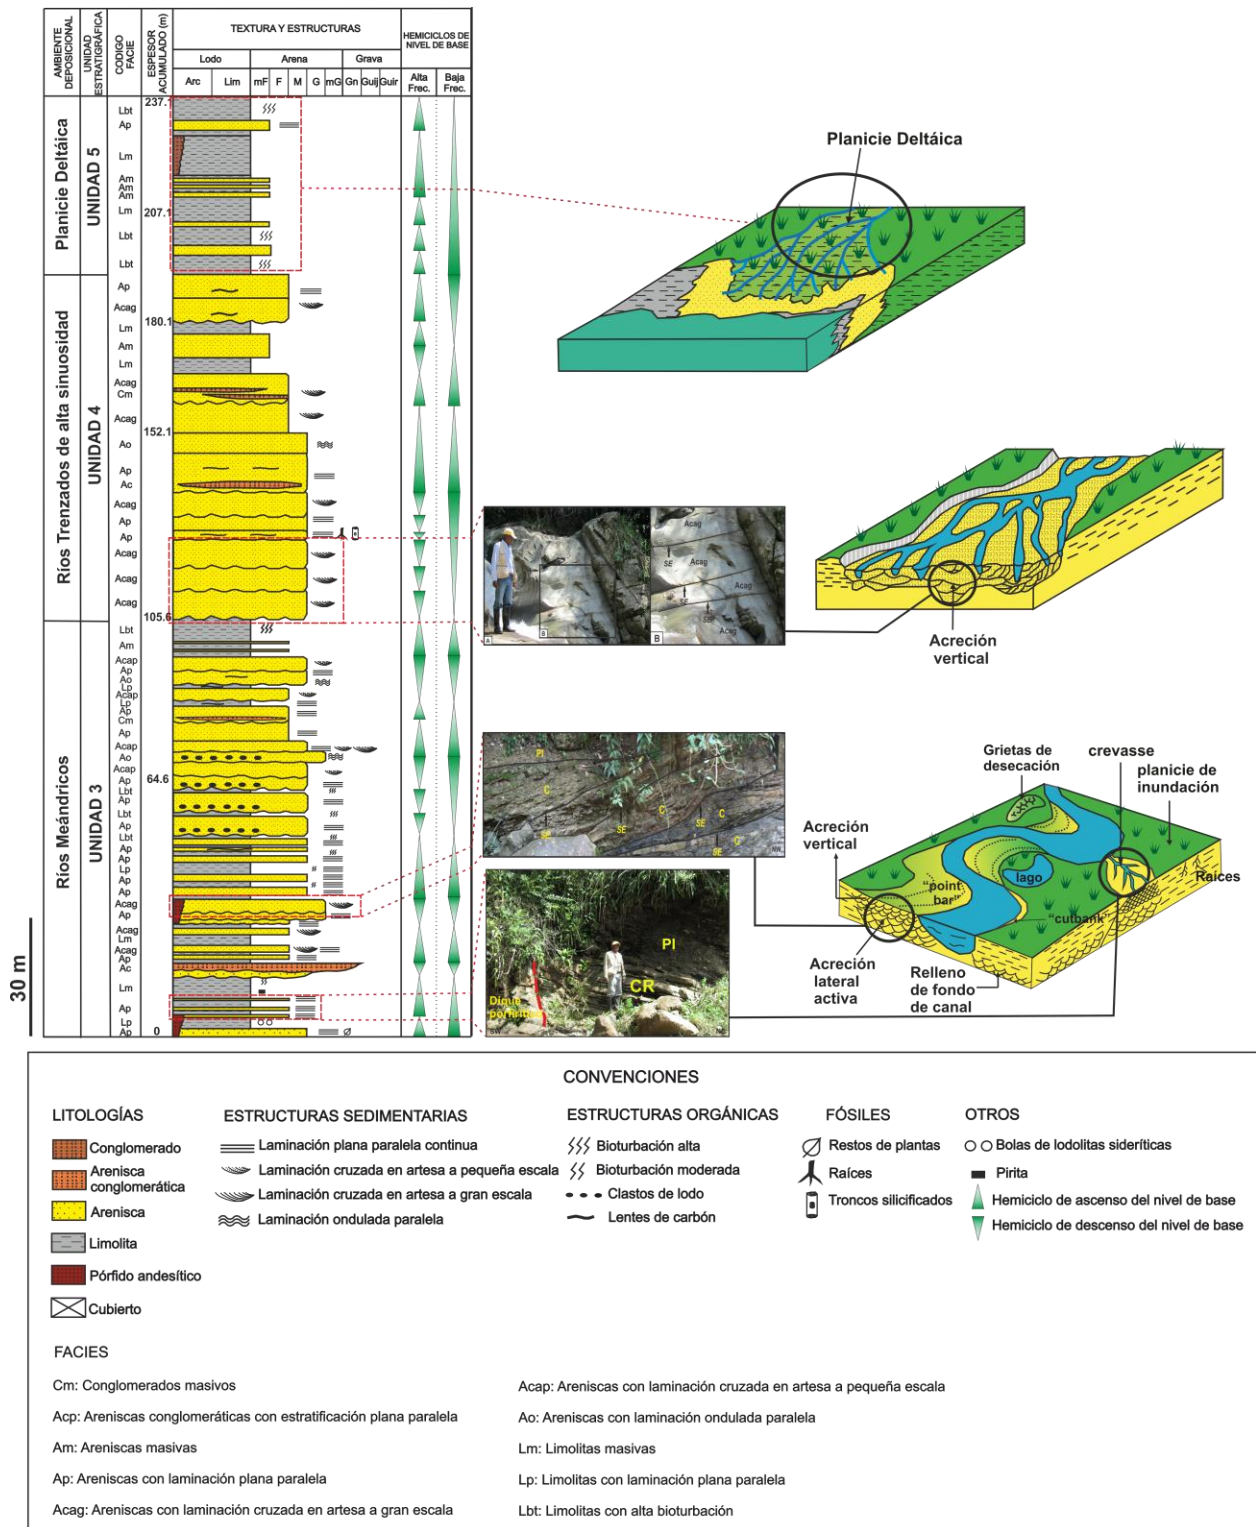 AMBIENTE DEPOSICIONAL
UNIDAD ESTRATIGRÁFICA
CODIGO FACIE
ESPESOR ACUMULADO (m)
TEXTURA Y ESTRUCTURAS
HEMICICLOS DE NIVEL DE BASE
Lodo
Arena
Grava
Arc
Lim
mF
F
M
G
mG
Gn
Guij
Guir
Alta Frec.
Baja Frec.
Planicie Deltáica
UNIDAD 5
237.
Lbt
Ap
Lm
Am
Am
Am
Lm
207.1
Lbt
Lbt
Ríos Trenzados de alta sinuosidad
UNIDAD 4
Ap
Acag
180.1
Lm
Am
Lm
Acag
Cm
Acag
152.1
Ao
Ap
Ac
Acag
Ap
Ap
Acag
Acag
Acag
105.6
Ríos Meándricos
UNIDAD 3
Lbt
Am
Acap
Ap
Ao
Lp
Acap
Lp
Ap
Cm
Ap
Acap
Ao
Acap
64.6
Ap
Lbt
Ap
Lbt
Ap
Lbt
Ap
Ap
Ap
Ap
Acag
Ap
Acag
Lm
Acag
Ap
Ac
Lm
Ap
Lp
0
Ap
30 m
Planicie Deltáica
A
B
Acag
SE
Acag
Acag
SE
SE
Acag
B
Acreción
vertical
PI
C
C
C
C
SE
SE
SE
SE
PI
CR
Dique
porfirítico
Grietas de
desecación
crevasse
planicie de
inundación
Acreción
vertical
"point
bar"
lago
Raíces
"cutbank"
Acreción
lateral
activa
Relleno
de fondo
de canal
CONVENCIONES
LITOLOGÍAS
Conglomerado
Arenisca
conglomerática
Arenisca
Limolita
Pórfido andesítico
Cubierto
ESTRUCTURAS SEDIMENTARIAS
Laminación plana paralela continua
Laminación cruzada en artesa a pequeña escala
Laminación cruzada en artesa a gran escala
Laminación ondulada paralela
ESTRUCTURAS ORGÁNICAS
Bioturbación alta
Bioturbación moderada
Clastos de lodo
Lentes de carbón
FÓSILES
Restos de plantas
Raíces
Troncos silicificados
OTROS
Bolas de lodolitas sideríticas
Pirita
Hemiciclo de ascenso del nivel de base
Hemiciclo de descenso del nivel de base
FACIES
Cm: Conglomerados masivos
Acp: Areniscas conglomeráticas con estratificación plana paralela
Am: Areniscas masivas
Ap: Areniscas con laminación plana paralela
Acag: Areniscas con laminación cruzada en artesa a gran escala
Acap: Areniscas con laminación cruzada en artesa a pequeña escala
Ao: Areniscas con laminación ondulada paralela
Lm: Limolitas masivas
Lp: Limolitas con laminación plana paralela
Lbt: Limolitas con alta bioturbación